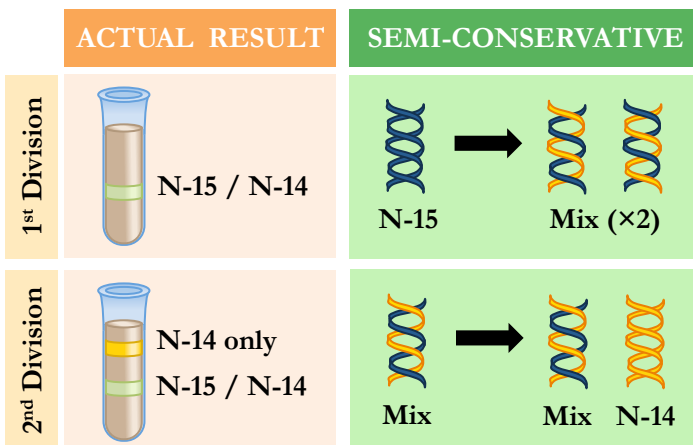 ACTUAL RESULT
SEMI-CONSERVATIVE
1st Division
N-15 / N-14
N-15
Mix (×2)
2nd Division
N-14 only
N-15 / N-14
Mix
Mix
N-14